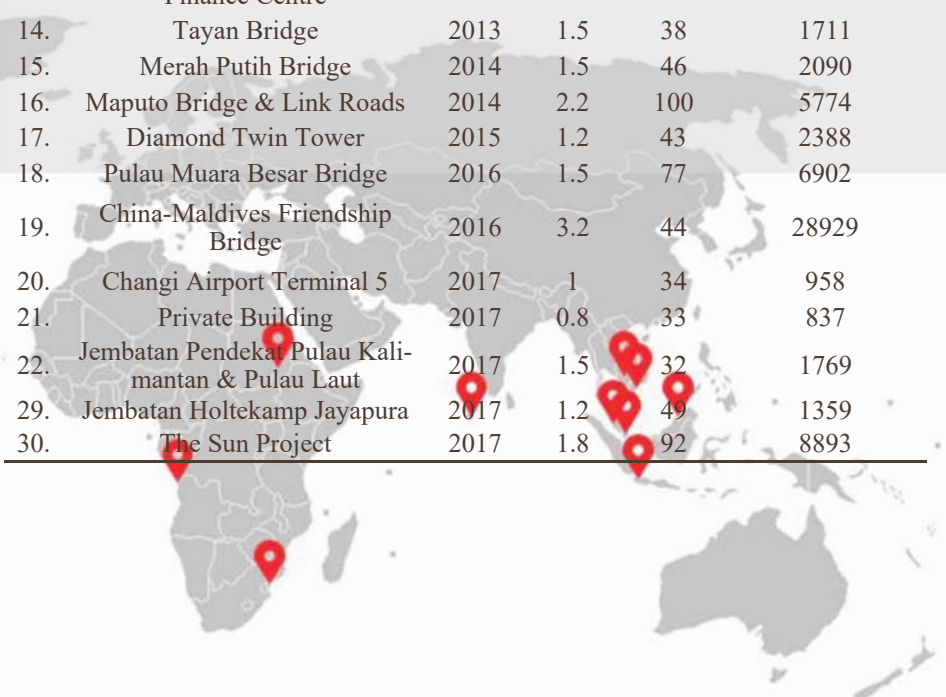 Finance Centre
14. Tayan Bridge 2013 1.5 38 1711
15. Merah Putih Bridge 2014 1.5 46 2090
16. Maputo Bridge & Link Roads 2014 2.2 100 5774
17. Diamond Twin Tower 2015 1.2 43 2388
18. Pulau Muara Besar Bridge 2016 1.5 77 6902
19. China-Maldives Friendship
Bridge 2016 3.2 44 28929
20. Changi Airport Terminal 5 2017 1 34 958
21. Private Building 2017 0.8 33 837
22. Jembatan Pendekat Pulau Kali-
mantan & Pulau Laut 2017 1.5 32 1769
29. Jembatan Holtekamp Jayapura 2017 1.2 49 1359
30. The Sun Project 2017 1.8 92 8893